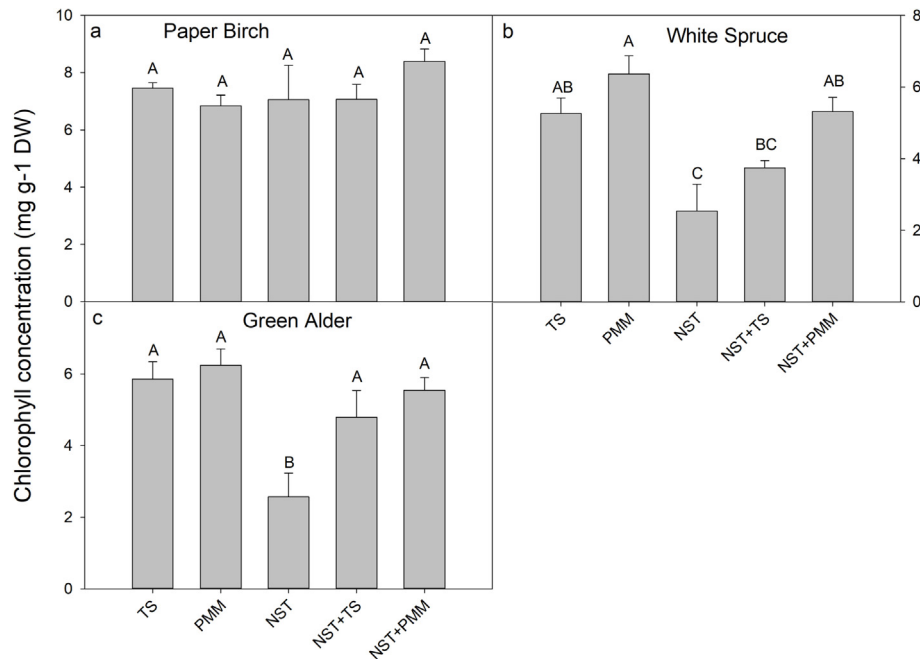 a Paper Birch
10
8
6
4
2
0
A A A A A
b White Spruce
8
6
4
2
0
AB A C BC AB
TS PMM NST NST+TS NST+PMM
c Green Alder
6
4
2
0
A A B A A
TS PMM NST NST+TS NST+PMM
Chlorophyll concentration (mg g-1 DW)